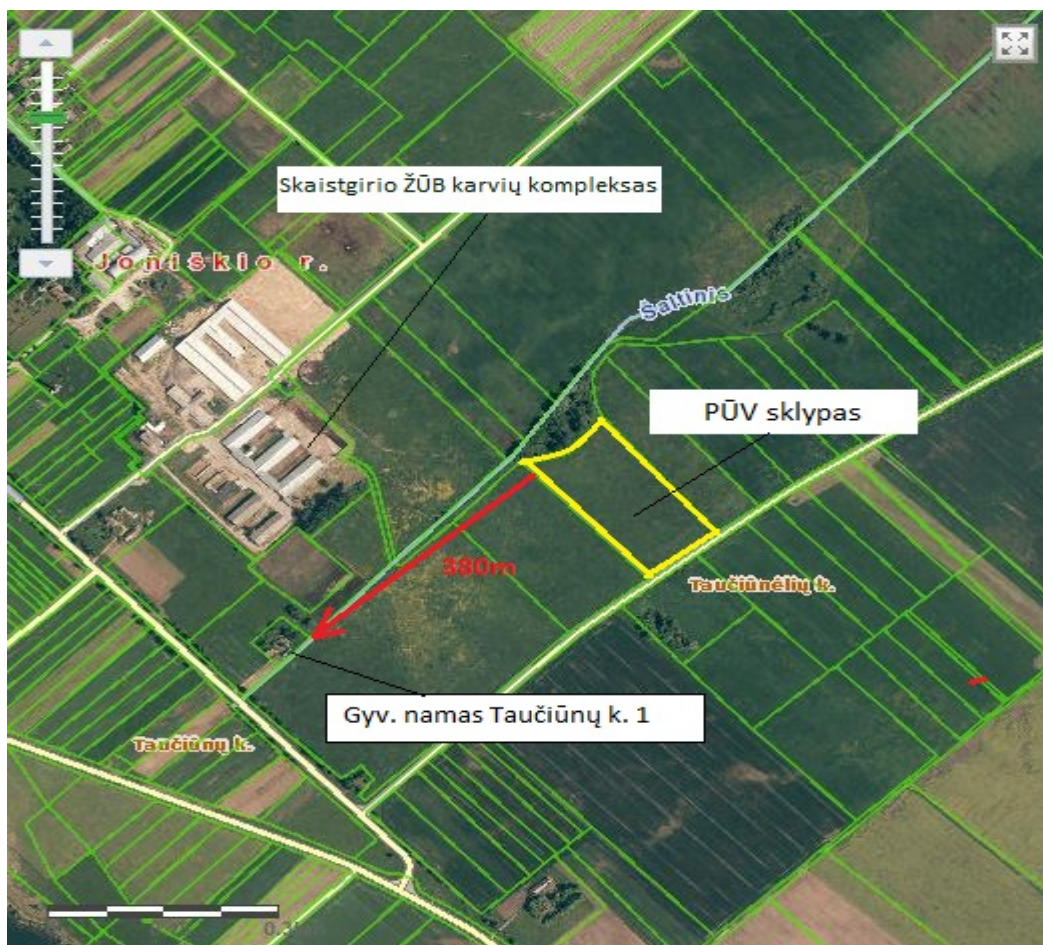 Skaistgirio ŽŪB karvių kompleksas
Joniškio r.
Šaltinis
PŪV sklypas
380m
Taučiūnėlių k.
Gyv. namas Taučiūnų k. 1
Taučiūnų k.